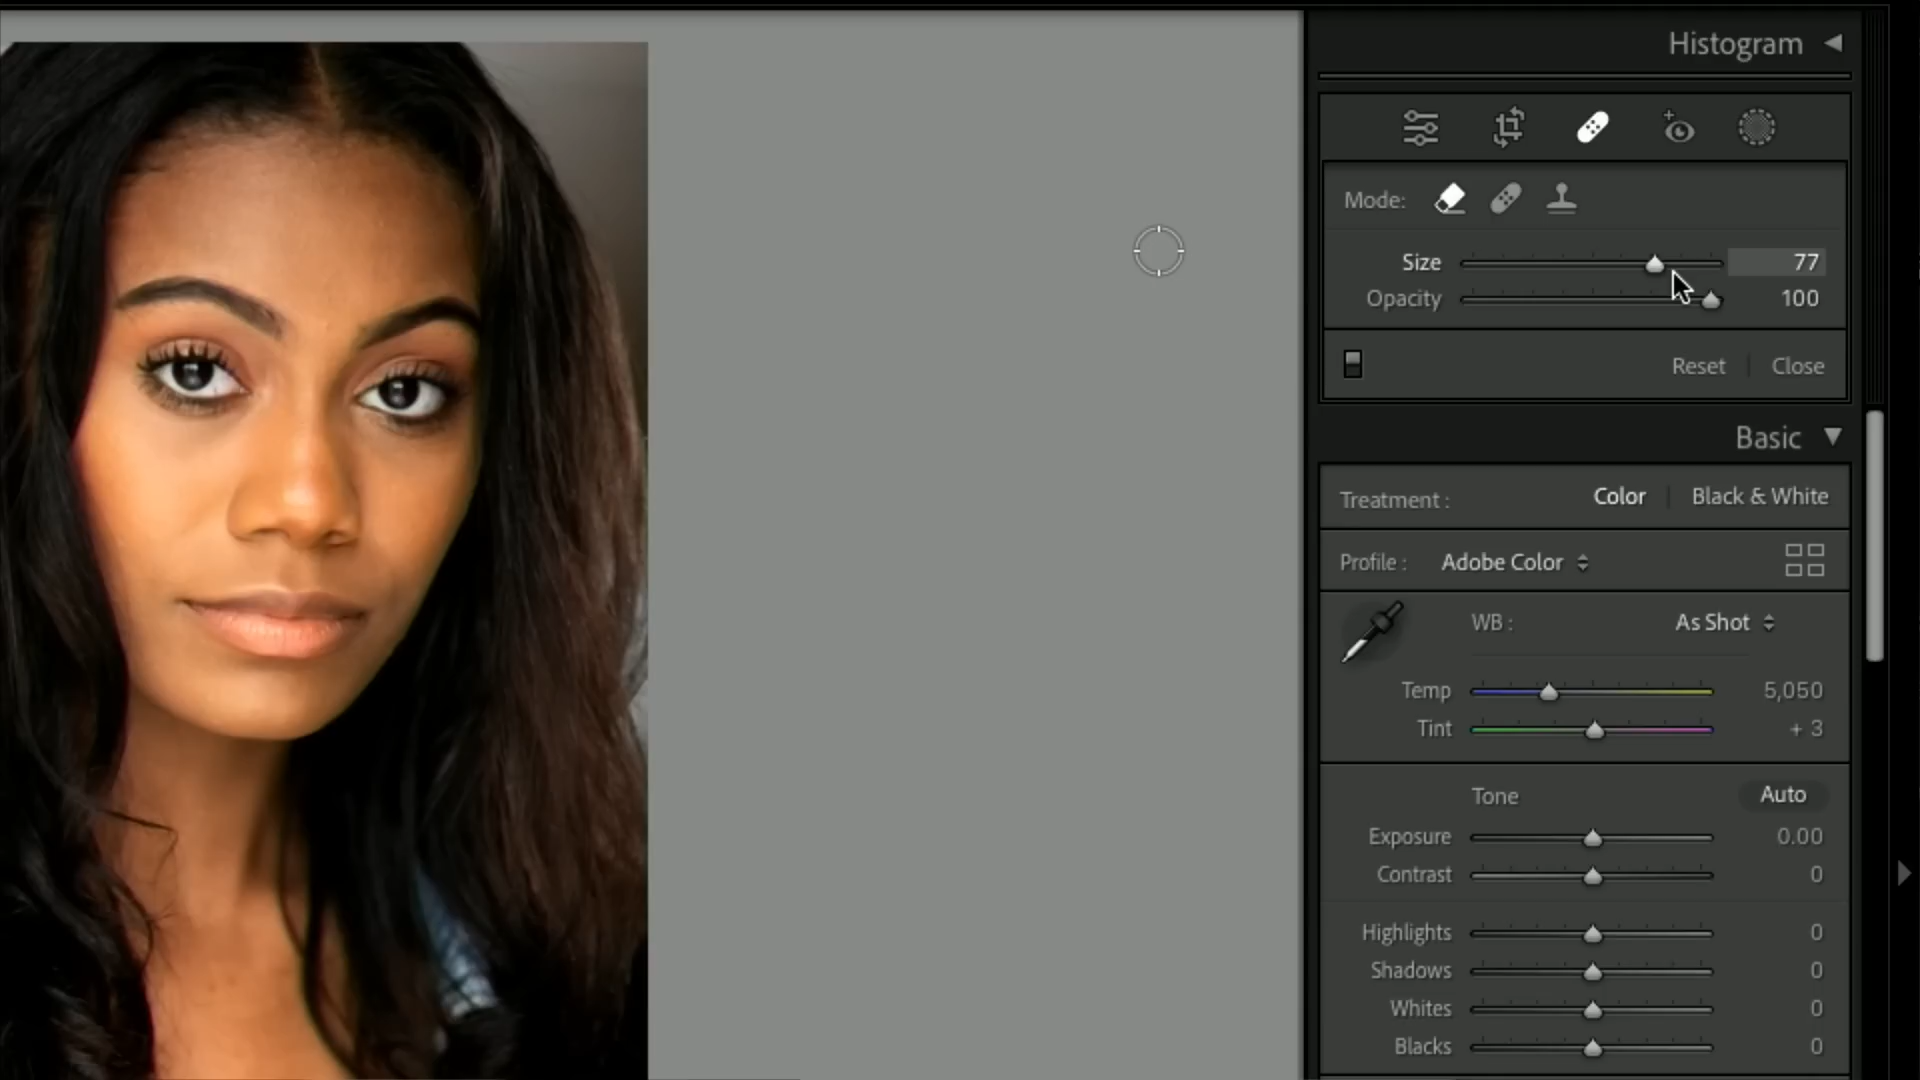 Histogram
Mode:
Size 77
Opacity 100
Reset Close
Basic
Treatment : Color Black & White
Profile : Adobe Color
WB : As Shot
Temp 5,050
Tint + 3
Tone Auto
Exposure 0.00
Contrast 0
Highlights 0
Shadows 0
Whites 0
Blacks 0